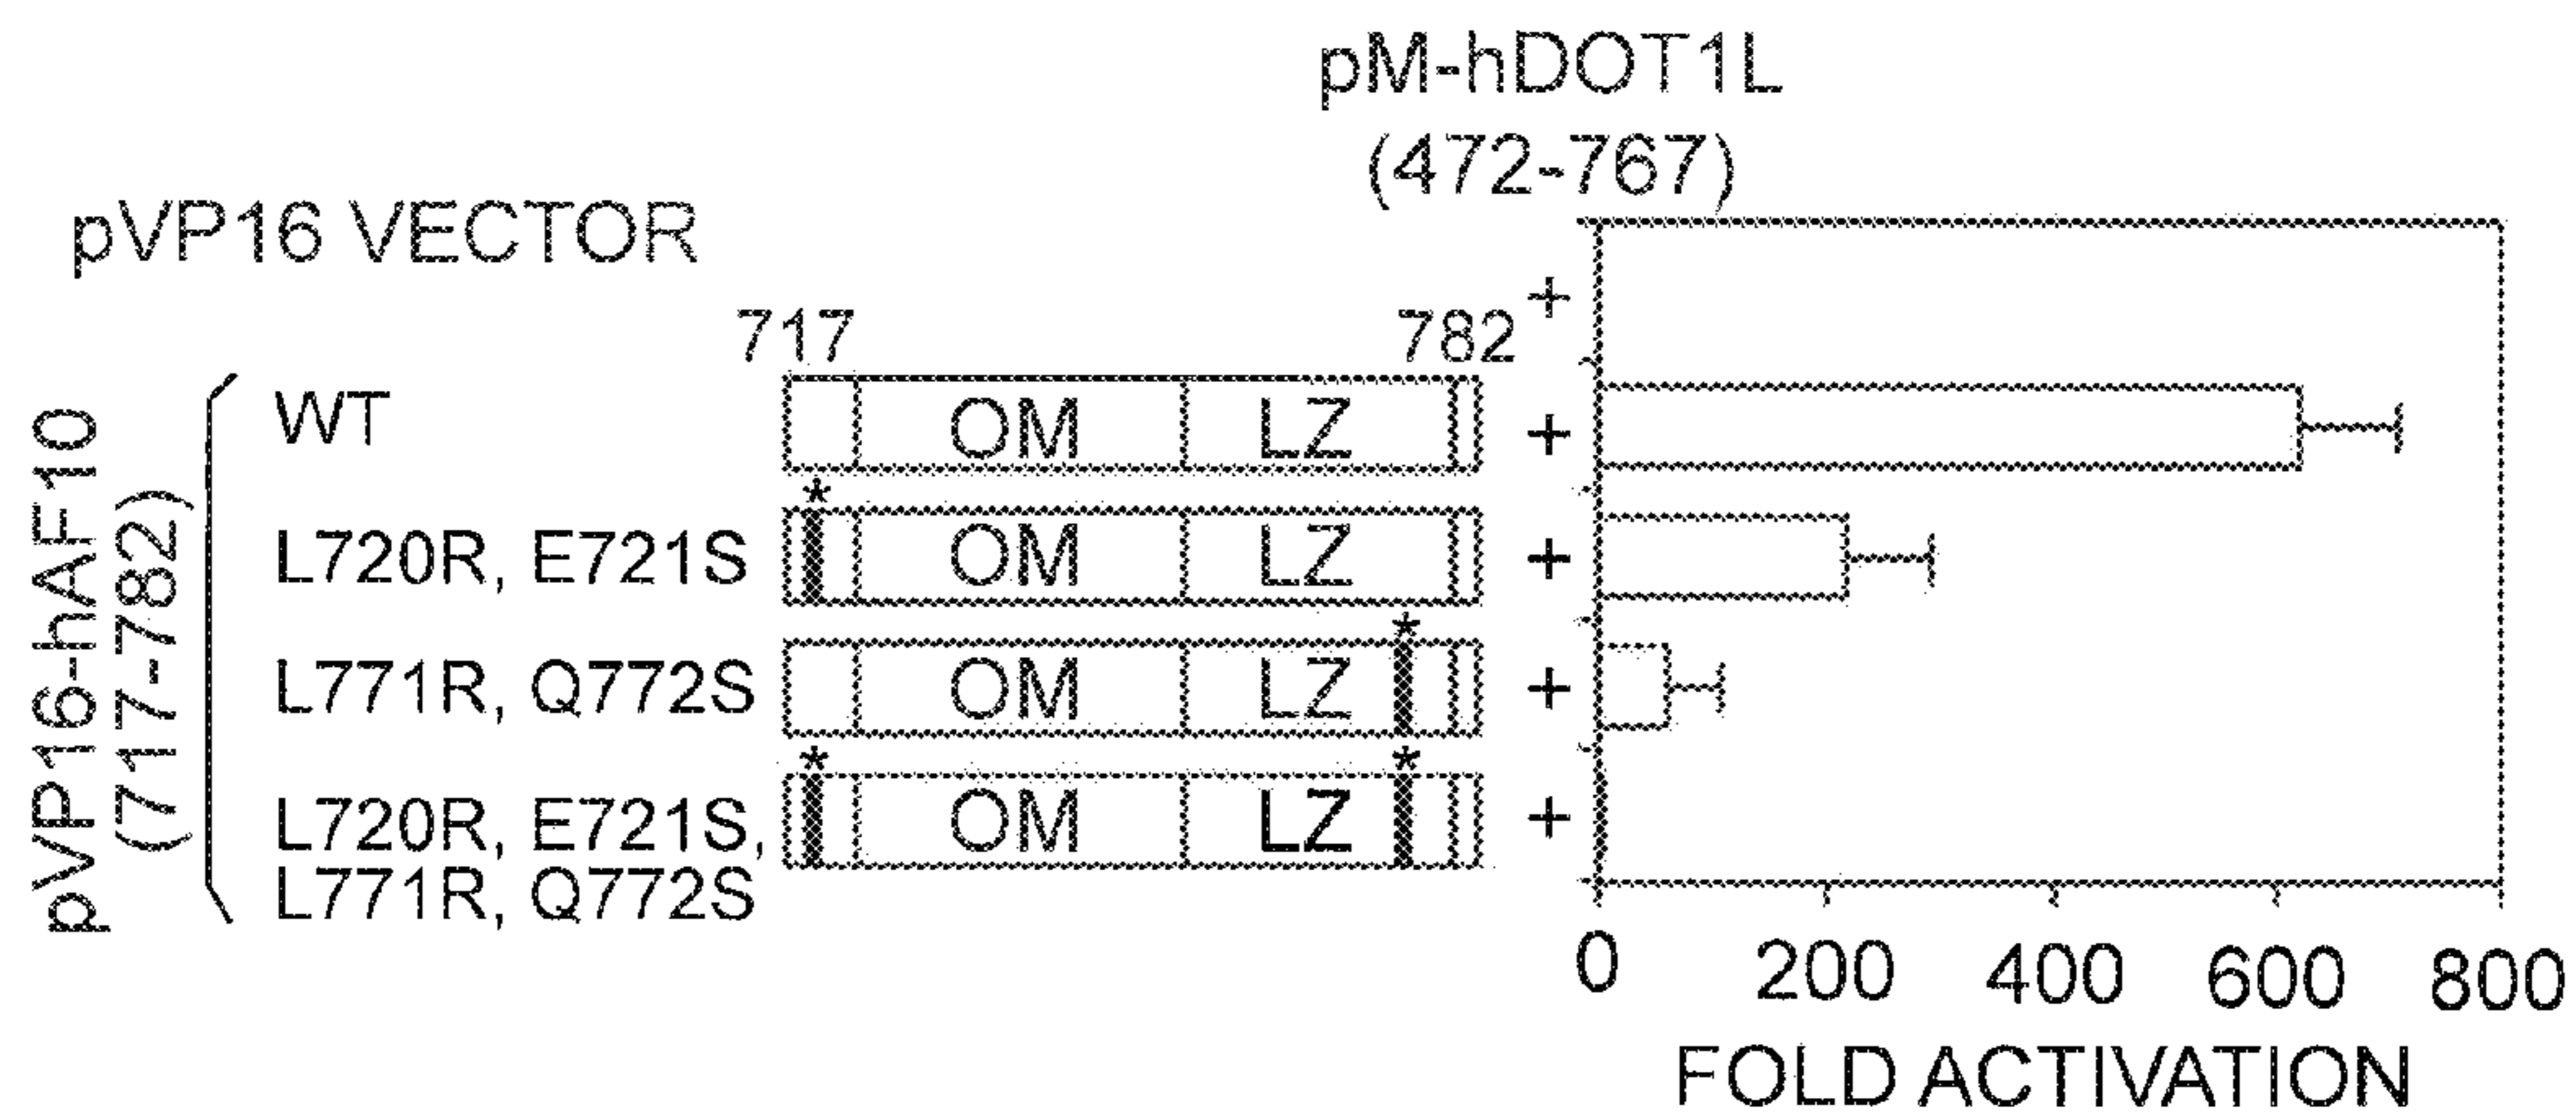 pM-hDOT1L
(472-767)
pVP16 VECTOR
+
717
782
pVP16-hAF10
(717-782)
WT
OM
LZ
+
*
L720R, E721S
OM
LZ
+
*
L771R, Q772S
OM
LZ
+
*
*
L720R, E721S,
L771R, Q772S
OM
LZ
+
0
200
400
600
800
FOLD ACTIVATION